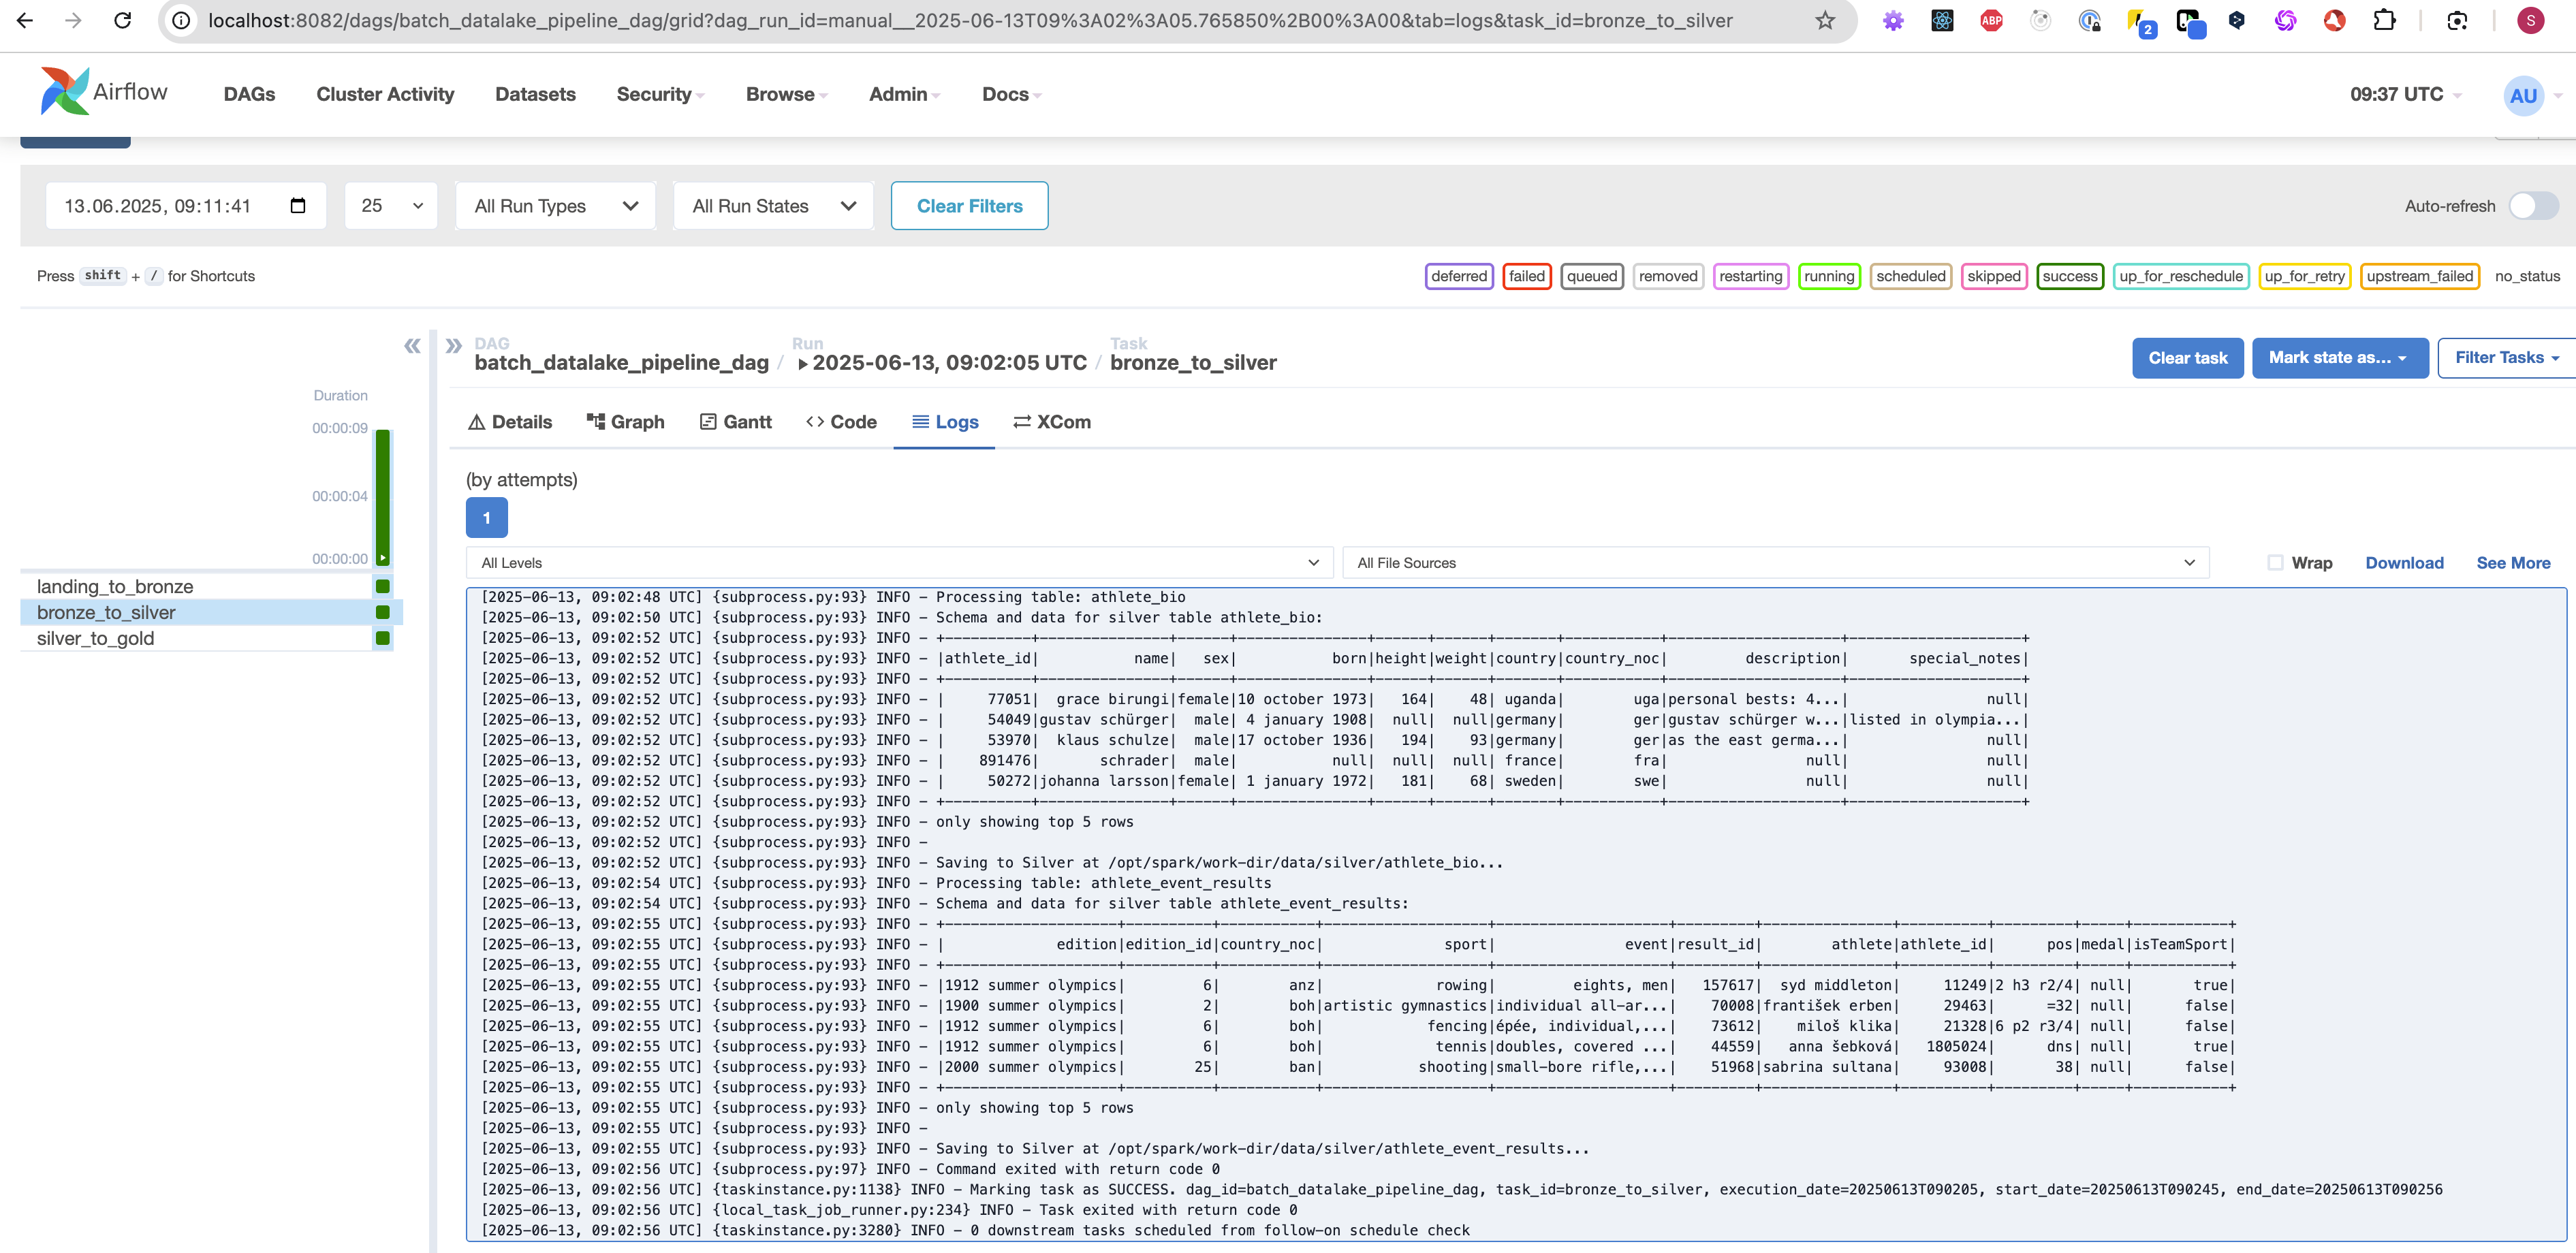 localhost:8082/dags/batch_datalake_pipeline_dag/grid?dag_run_id=manual__2025-06-13T09%3A02%3A05.765850%2B00%3A00&tab=logs&task_id=bronze_to_silver
ABP
2
S
Airflow
DAGs
Cluster Activity
Datasets
Security
Browse
Admin
Docs
09:37 UTC
AU
13.06.2025, 09:11:41
25
All Run Types
All Run States
Clear Filters
Auto-refresh
Press shift + / for Shortcuts
deferred
failed
queued
removed
restarting
running
scheduled
skipped
success
up_for_reschedule
up_for_retry
upstream_failed
no_status
DAG
batch_datalake_pipeline_dag /
Run
2025-06-13, 09:02:05 UTC /
Task
bronze_to_silver
Clear task
Mark state as...
Filter Tasks
Duration
00:00:09
00:00:04
00:00:00
landing_to_bronze
bronze_to_silver
silver_to_gold
Details
Graph
Gantt
Code
Logs
XCom
(by attempts)
1
All Levels
All File Sources
Wrap
Download
See More
[2025-06-13, 09:02:48 UTC] {subprocess.py:93} INFO - Processing table: athlete_bio
[2025-06-13, 09:02:50 UTC] {subprocess.py:93} INFO - Schema and data for silver table athlete_bio:
[2025-06-13, 09:02:52 UTC] {subprocess.py:93} INFO - +----------+---------------+------+---------------+------+------+-------+-----------+--------------------+--------------------+
[2025-06-13, 09:02:52 UTC] {subprocess.py:93} INFO - |athlete_id|           name|   sex|           born|height|weight|country|country_noc|         description|       special_notes|
[2025-06-13, 09:02:52 UTC] {subprocess.py:93} INFO - +----------+---------------+------+---------------+------+------+-------+-----------+--------------------+--------------------+
[2025-06-13, 09:02:52 UTC] {subprocess.py:93} INFO - |     77051|  grace birungi|female|10 october 1973|   164|    48| uganda|        uga|personal bests: 4...|                null|
[2025-06-13, 09:02:52 UTC] {subprocess.py:93} INFO - |     54049|gustav schürger|  male| 4 january 1908|  null|  null|germany|        ger|gustav schürger w...|listed in olympia...|
[2025-06-13, 09:02:52 UTC] {subprocess.py:93} INFO - |     53970|  klaus schulze|  male|17 october 1936|   194|    93|germany|        ger|as the east germa...|                null|
[2025-06-13, 09:02:52 UTC] {subprocess.py:93} INFO - |    891476|       schrader|  male|           null|  null|  null| france|        fra|                null|                null|
[2025-06-13, 09:02:52 UTC] {subprocess.py:93} INFO - |     50272|johanna larsson|female| 1 january 1972|   181|    68| sweden|        swe|                null|                null|
[2025-06-13, 09:02:52 UTC] {subprocess.py:93} INFO - +----------+---------------+------+---------------+------+------+-------+-----------+--------------------+--------------------+
[2025-06-13, 09:02:52 UTC] {subprocess.py:93} INFO - only showing top 5 rows
[2025-06-13, 09:02:52 UTC] {subprocess.py:93} INFO -
[2025-06-13, 09:02:52 UTC] {subprocess.py:93} INFO - Saving to Silver at /opt/spark/work-dir/data/silver/athlete_bio...
[2025-06-13, 09:02:54 UTC] {subprocess.py:93} INFO - Processing table: athlete_event_results
[2025-06-13, 09:02:54 UTC] {subprocess.py:93} INFO - Schema and data for silver table athlete_event_results:
[2025-06-13, 09:02:55 UTC] {subprocess.py:93} INFO - +--------------------+----------+-----------+-------------------+--------------------+---------+---------------+----------+---------+-----+-----------+
[2025-06-13, 09:02:55 UTC] {subprocess.py:93} INFO - |             edition|edition_id|country_noc|              sport|               event|result_id|        athlete|athlete_id|      pos|medal|isTeamSport|
[2025-06-13, 09:02:55 UTC] {subprocess.py:93} INFO - +--------------------+----------+-----------+-------------------+--------------------+---------+---------------+----------+---------+-----+-----------+
[2025-06-13, 09:02:55 UTC] {subprocess.py:93} INFO - |1912 summer olympics|         6|        anz|             rowing|         eights, men|   157617|  syd middleton|     11249|2 h3 r2/4| null|       true|
[2025-06-13, 09:02:55 UTC] {subprocess.py:93} INFO - |1900 summer olympics|         2|        boh|artistic gymnastics|individual all-ar...|    70008|františek erben|     29463|      =32| null|      false|
[2025-06-13, 09:02:55 UTC] {subprocess.py:93} INFO - |1912 summer olympics|         6|        boh|            fencing|épée, individual,...|    73612|    miloš klika|     21328|6 p2 r3/4| null|      false|
[2025-06-13, 09:02:55 UTC] {subprocess.py:93} INFO - |1912 summer olympics|         6|        boh|             tennis|doubles, covered ...|    44559|   anna šebková|   1805024|      dns| null|       true|
[2025-06-13, 09:02:55 UTC] {subprocess.py:93} INFO - |2000 summer olympics|        25|        ban|           shooting|small-bore rifle,...|    51968|sabrina sultana|     93008|       38| null|      false|
[2025-06-13, 09:02:55 UTC] {subprocess.py:93} INFO - +--------------------+----------+-----------+-------------------+--------------------+---------+---------------+----------+---------+-----+-----------+
[2025-06-13, 09:02:55 UTC] {subprocess.py:93} INFO - only showing top 5 rows
[2025-06-13, 09:02:55 UTC] {subprocess.py:93} INFO -
[2025-06-13, 09:02:55 UTC] {subprocess.py:93} INFO - Saving to Silver at /opt/spark/work-dir/data/silver/athlete_event_results...
[2025-06-13, 09:02:56 UTC] {subprocess.py:97} INFO - Command exited with return code 0
[2025-06-13, 09:02:56 UTC] {taskinstance.py:1138} INFO - Marking task as SUCCESS. dag_id=batch_datalake_pipeline_dag, task_id=bronze_to_silver, execution_date=20250613T090205, start_date=20250613T090245, end_date=20250613T090256
[2025-06-13, 09:02:56 UTC] {local_task_job_runner.py:234} INFO - Task exited with return code 0
[2025-06-13, 09:02:56 UTC] {taskinstance.py:3280} INFO - 0 downstream tasks scheduled from follow-on schedule check